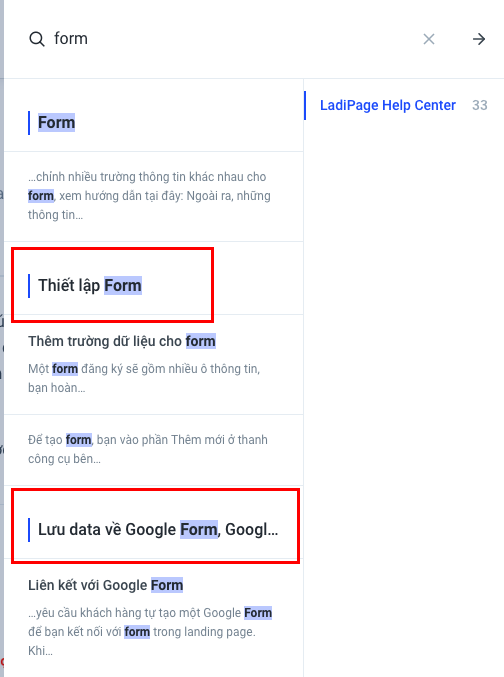 form
LadiPage Help Center 33
Form
…chỉnh nhiều trường thông tin khác nhau cho
form, xem hướng dẫn tại đây: Ngoài ra, những
thông tin…
Thiết lập Form
Thêm trường dữ liệu cho form
Một form đăng ký sẽ gồm nhiều ô thông tin,
bạn hoàn…
Để tạo form, bạn vào phần Thêm mới ở thanh
công cụ bên…
Lưu data về Google Form, Googl…
Liên kết với Google Form
…yêu cầu khách hàng tự tạo một Google Form
để bạn kết nối với form trong landing page.
Khi…